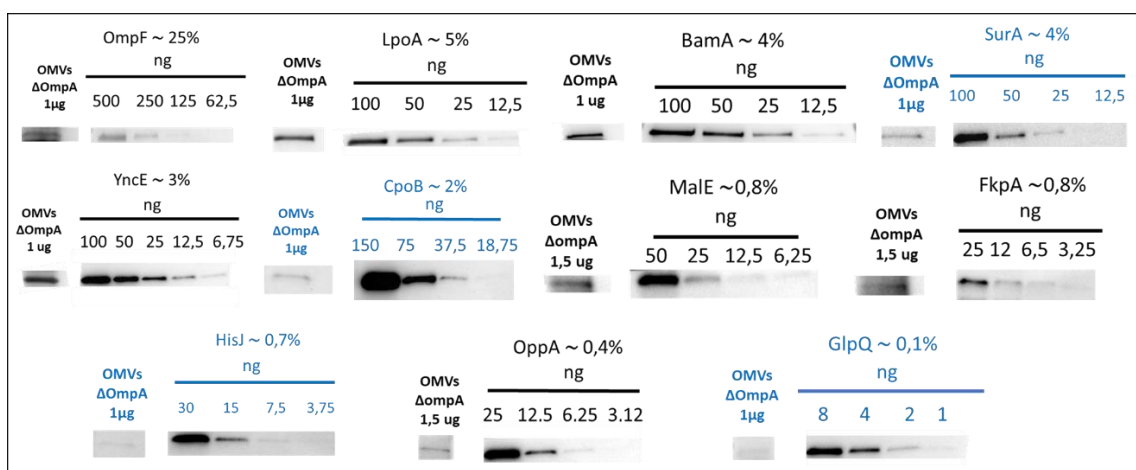 OmpF ~ 25%
ng
OMVs
ΔOmpA
1µg
500 250 125 62,5
LpoA ~ 5%
ng
OMVs
ΔOmpA
1µg
100 50 25 12,5
BamA ~ 4%
ng
OMVs
ΔOmpA
1 ug
100 50 25 12,5
SurA ~ 4%
ng
OMVs
ΔOmpA
1µg
100 50 25 12,5
YncE ~ 3%
ng
OMVs
ΔOmpA
1 ug
100 50 25 12,5 6,75
CpoB ~ 2%
ng
OMVs
ΔOmpA
1µg
150 75 37,5 18,75
MalE ~0,8%
ng
OMVs
ΔompA
1,5 ug
50 25 12,5 6,25
FkpA ~0,8%
ng
OMVs
ΔompA
1,5 ug
25 12 6,5 3,25
HisJ ~ 0,7%
ng
OMVs
ΔOmpA
1µg
30 15 7,5 3,75
OppA ~ 0,4%
ng
OMVs
ΔompA
1,5 ug
25 12.5 6.25 3.12
GlpQ ~ 0,1%
ng
OMVs
ΔOmpA
1µg
8 4 2 1